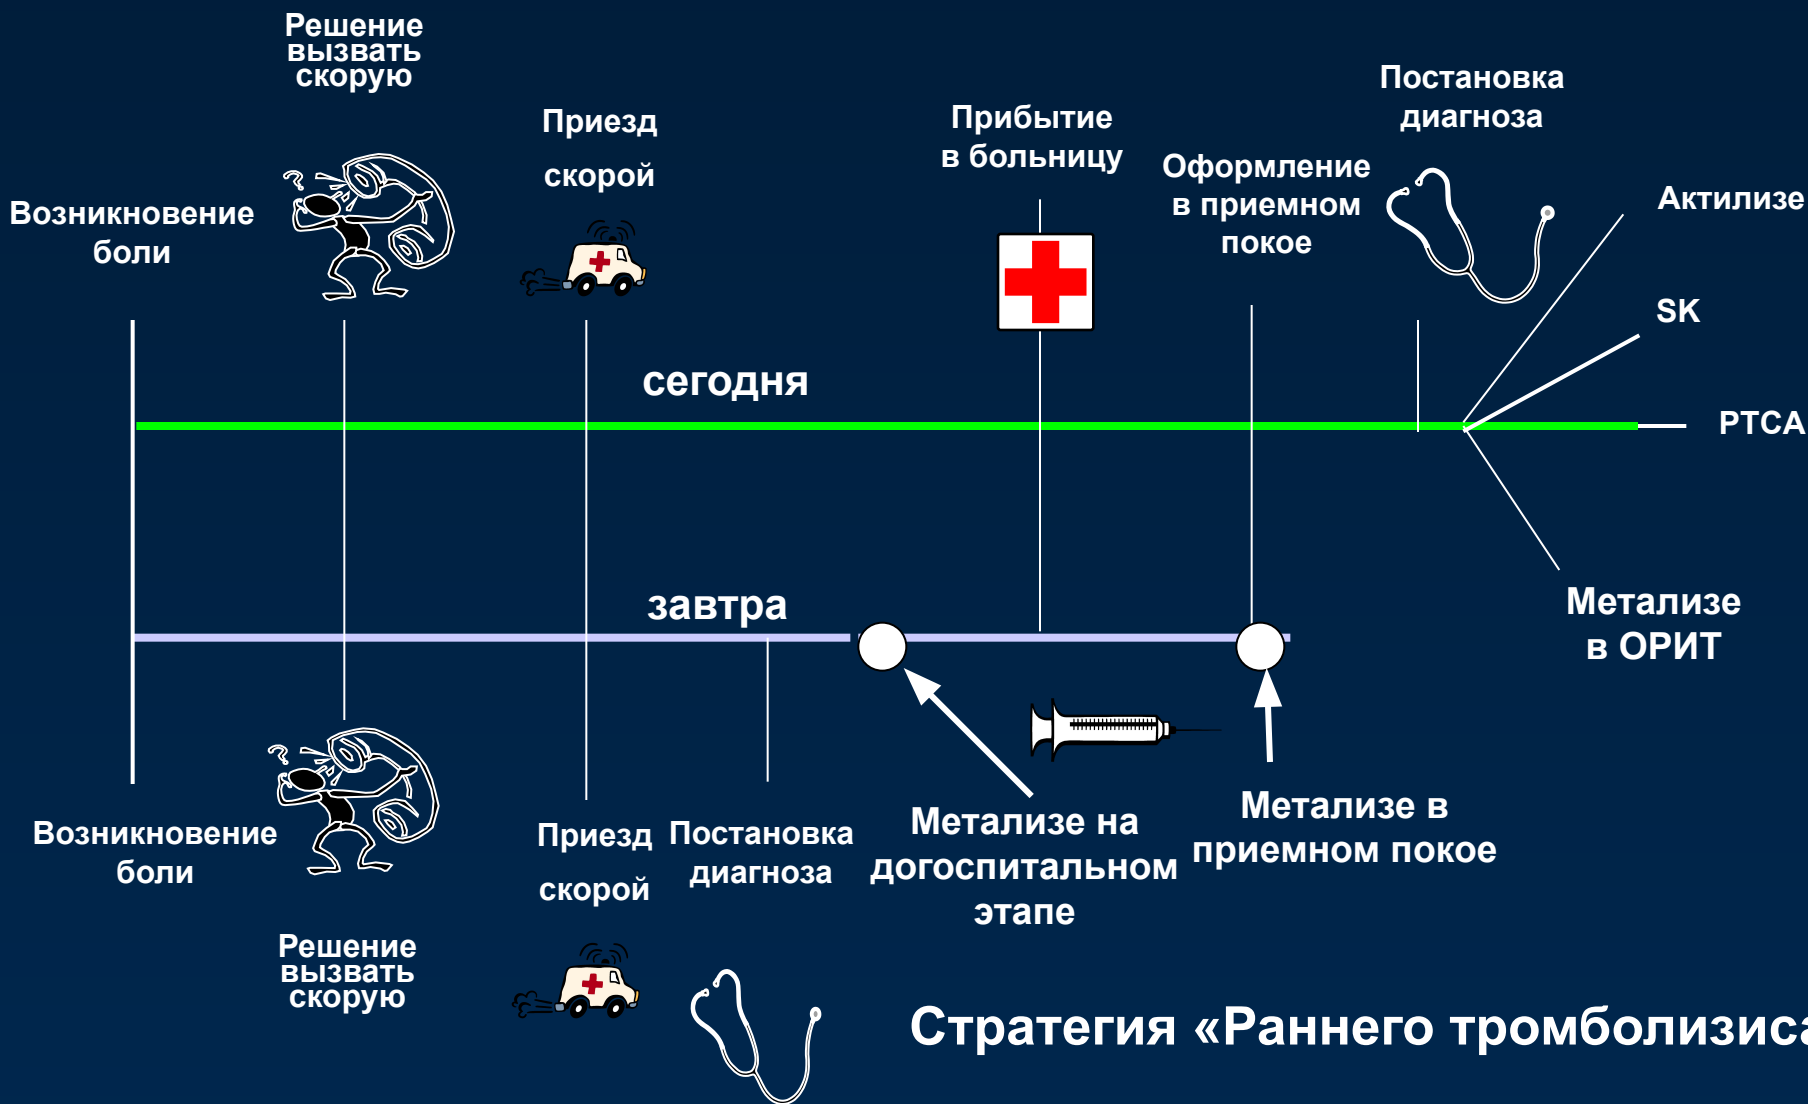 Решение
вызвать
скорую
Приезд
скорой
Прибытие
в больницу
Постановка
диагноза
Оформление
в приемном
покое
Возникновение
боли
?
Актилизе
SK
сегодня
PTCA
завтра
Метализе
в ОРИТ
?
Возникновение
боли
Приезд
скорой
Постановка
диагноза
Метализе на
догоспитальном
этапе
Метализе в
приемном покое
Решение
вызвать
скорую
Стратегия «Раннего тромболизиса